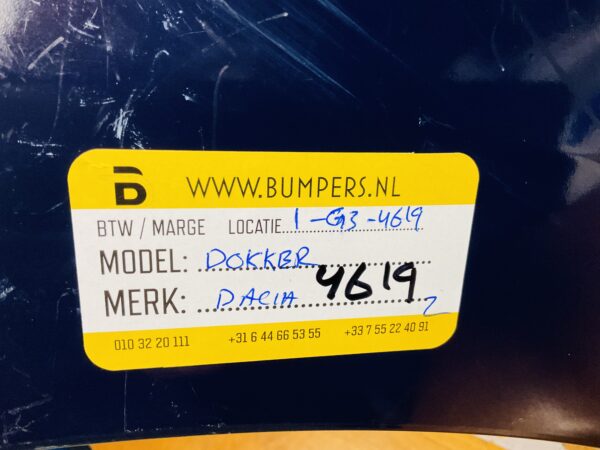 B WWW.BUMPERS.NL
BTW / MARGE LOCATIE 1-G3-4619
MODEL: DOKKER
MERK: DACIA 4619
010 32 20 111 +31 6 44 66 53 55 +33 7 55 22 40 91